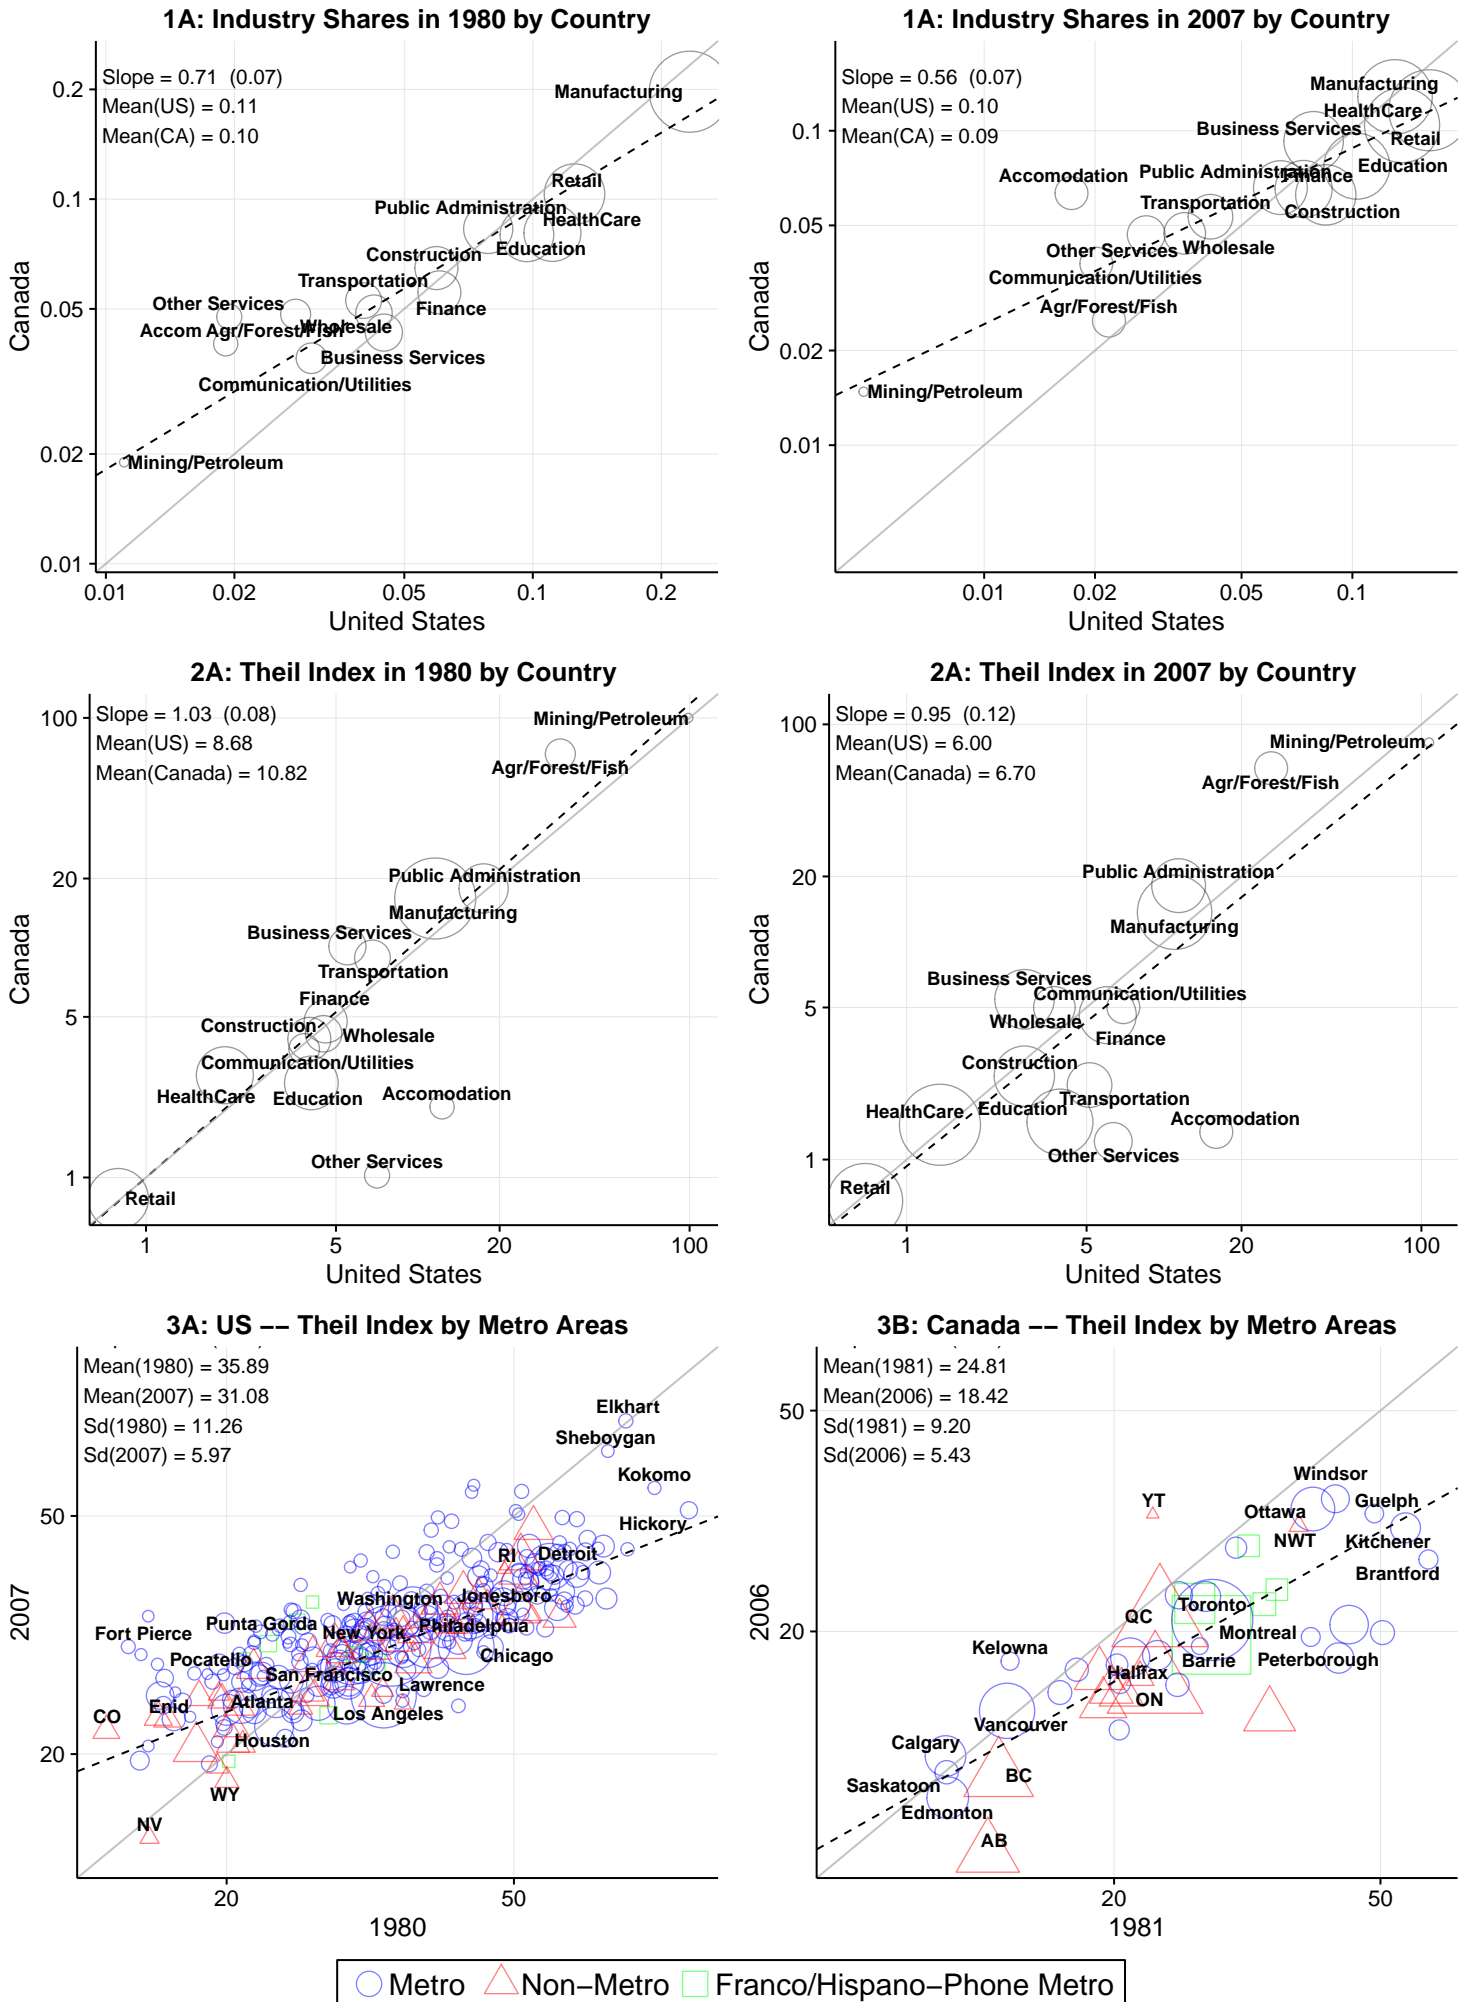 1A: Industry Shares in 1980 by Country
Slope = 0.71 (0.07)
Mean(US) = 0.11
Mean(CA) = 0.10
Manufacturing
Retail
Public Administration
HealthCare
Education
Construction
Transportation
Finance
Other Services
Accom Agr/Forest/Fish
Wholesale
Business Services
Communication/Utilities
Mining/Petroleum
0.2
0.1
0.05
0.02
0.01
Canada
0.01 0.02 0.05 0.1 0.2
United States
1A: Industry Shares in 2007 by Country
Slope = 0.56 (0.07)
Mean(US) = 0.10
Mean(CA) = 0.09
Manufacturing
HealthCare
Business Services
Retail
Education
Public Administration
Finance
Accomodation
Transportation
Construction
Wholesale
Other Services
Communication/Utilities
Agr/Forest/Fish
Mining/Petroleum
0.1
0.05
0.02
0.01
Canada
0.01 0.02 0.05 0.1
United States
2A: Theil Index in 1980 by Country
Slope = 1.03 (0.08)
Mean(US) = 8.68
Mean(Canada) = 10.82
Mining/Petroleum
Agr/Forest/Fish
Public Administration
Manufacturing
Business Services
Transportation
Finance
Construction
Wholesale
Communication/Utilities
HealthCare
Education
Accomodation
Other Services
Retail
100
20
5
1
Canada
1 5 20 100
United States
2A: Theil Index in 2007 by Country
Slope = 0.95 (0.12)
Mean(US) = 6.00
Mean(Canada) = 6.70
Mining/Petroleum
Agr/Forest/Fish
Public Administration
Manufacturing
Business Services
Communication/Utilities
Wholesale
Finance
Construction
Transportation
HealthCare
Education
Accomodation
Other Services
Retail
100
20
5
1
Canada
1 5 20 100
United States
3A: US −− Theil Index by Metro Areas
Mean(1980) = 35.89
Mean(2007) = 31.08
Sd(1980) = 11.26
Sd(2007) = 5.97
Elkhart
Sheboygan
Kokomo
Hickory
RI
Detroit
Washington
Jonesboro
Punta Gorda
New York
Philadelphia
Fort Pierce
Chicago
Pocatello
San Francisco
Lawrence
Enid
Atlanta
Los Angeles
CO
Houston
WY
NV
50
20
2007
20 50
1980
3B: Canada −− Theil Index by Metro Areas
Mean(1981) = 24.81
Mean(2006) = 18.42
Sd(1981) = 9.20
Sd(2006) = 5.43
Windsor
YT
Ottawa
Guelph
NWT
Kitchener
Brantford
QC
Toronto
Montreal
Kelowna
Barrie
Peterborough
Halifax
ON
Vancouver
Calgary
BC
Saskatoon
Edmonton
AB
50
20
2006
20 50
1981
Metro Non−Metro Franco/Hispano−Phone Metro